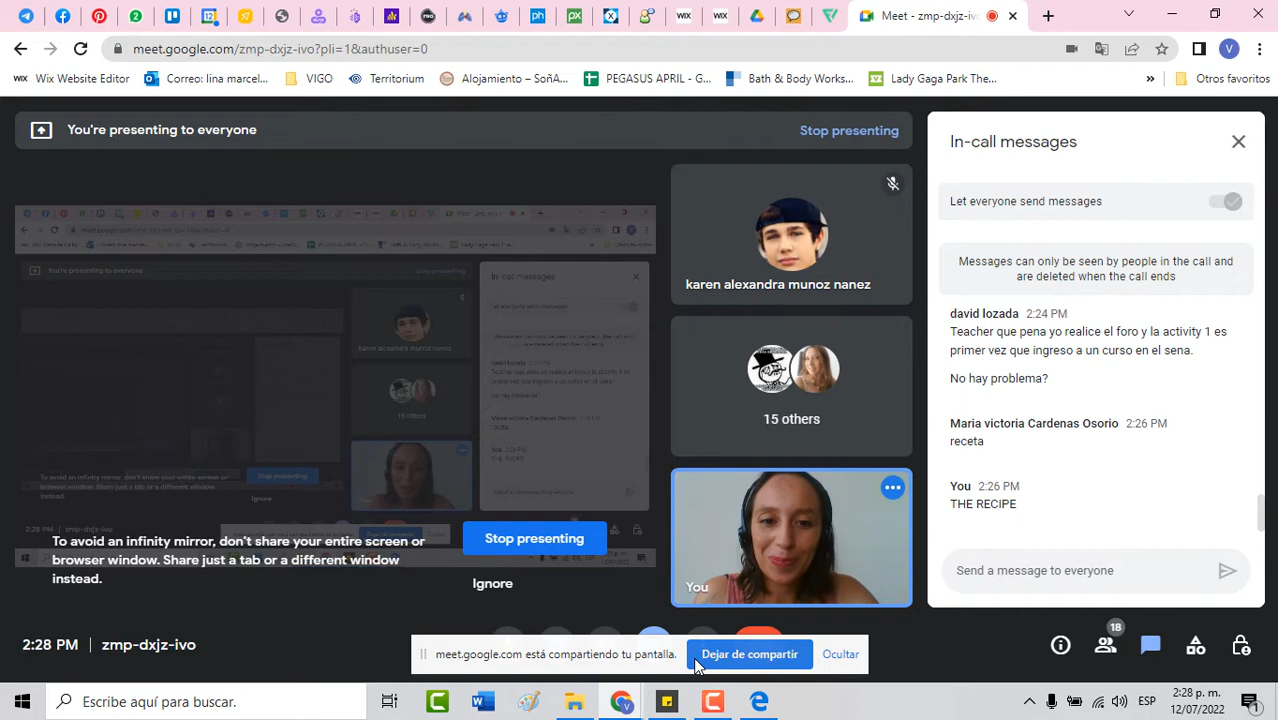 Meet - zmp-dxjz-ivo
meet.google.com/zmp-dxjz-ivo?pli=1&authuser=0
V
WIX Wix Website Editor
Correo: lina marcel...
VIGO
Territorium
Alojamiento – SoñA...
PEGASUS APRIL - G...
Bath & Body Works...
Lady Gaga Park The...
»
Otros favoritos
You're presenting to everyone
Stop presenting
karen alexandra munoz nanez
15 others
You
To avoid an infinity mirror, don't share your entire screen or
browser window. Share just a tab or a different window
instead.
Stop presenting
Ignore
In-call messages
Let everyone send messages
Messages can only be seen by people in the call and
are deleted when the call ends
david lozada 2:24 PM
Teacher que pena yo realice el foro y la activity 1 es
primer vez que ingreso a un curso en el sena.
No hay problema?
Maria victoria Cardenas Osorio 2:26 PM
receta
You 2:26 PM
THE RECIPE
Send a message to everyone
2:28 PM | zmp-dxjz-ivo
18
meet.google.com está compartiendo tu pantalla.
Dejar de compartir
Ocultar
Escribe aquí para buscar.
ESP
2:28 p. m.
12/07/2022